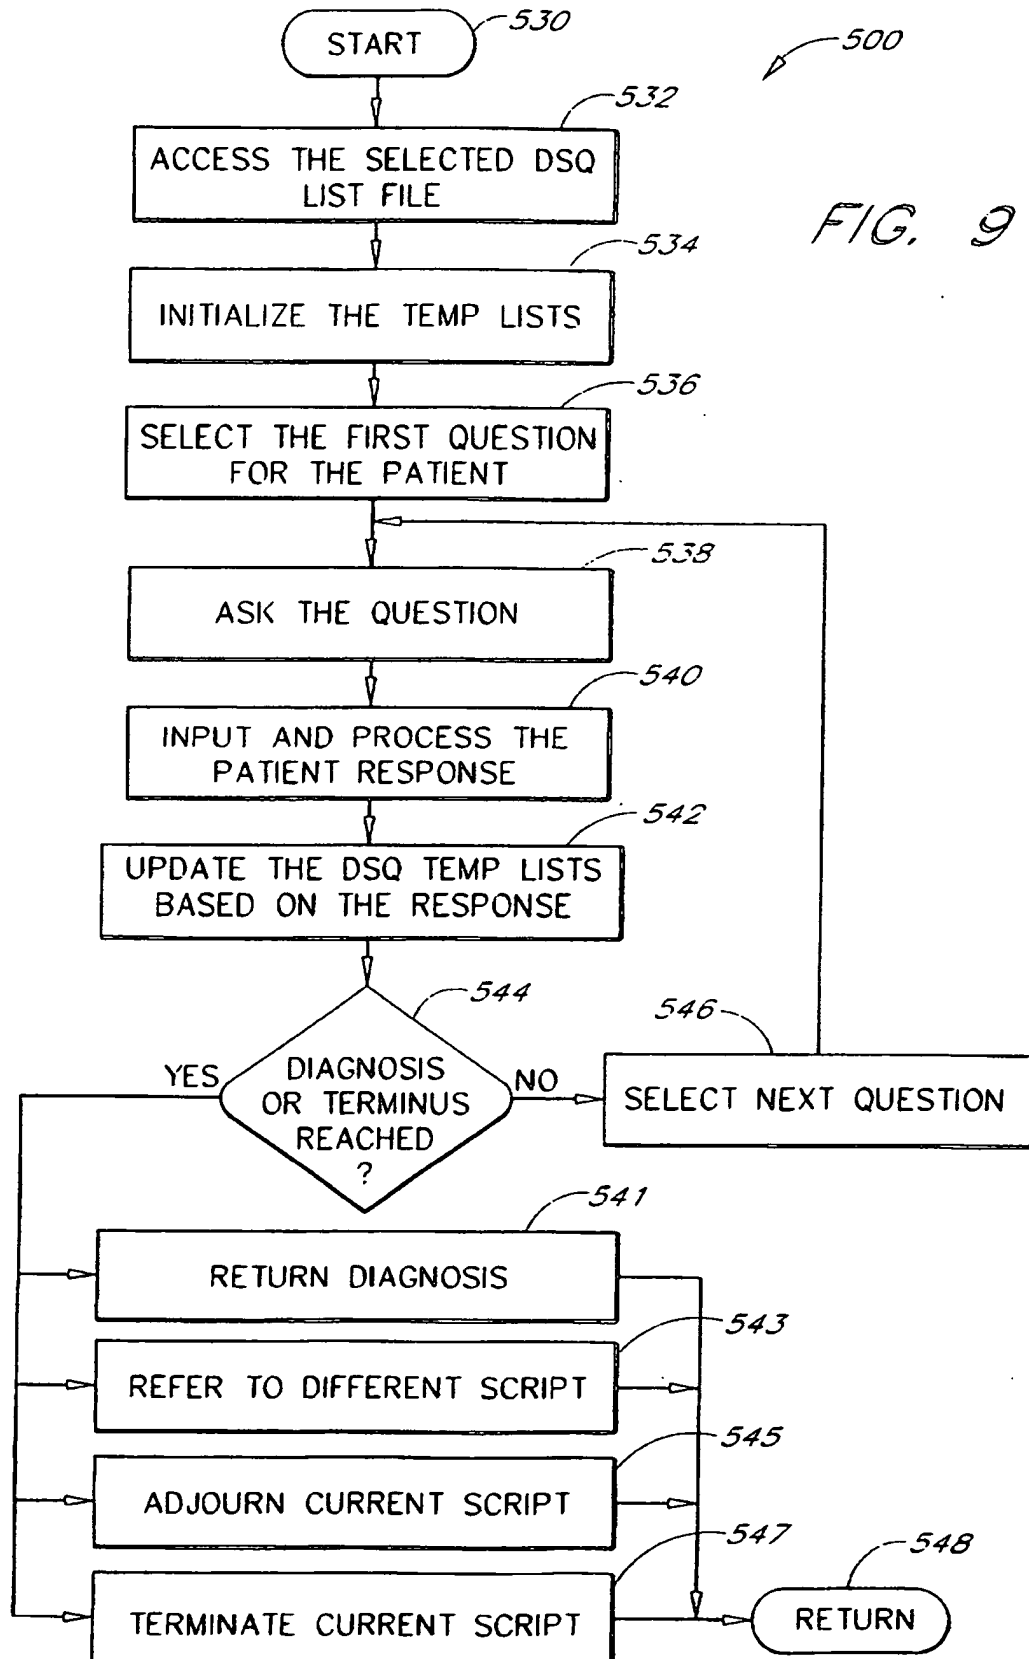 START
530
500
532
ACCESS THE SELECTED DSQ
LIST FILE
FIG. 9
534
INITIALIZE THE TEMP LISTS
536
SELECT THE FIRST QUESTION
FOR THE PATIENT
538
ASK THE QUESTION
540
INPUT AND PROCESS THE
PATIENT RESPONSE
542
UPDATE THE DSQ TEMP LISTS
BASED ON THE RESPONSE
544
DIAGNOSIS
OR TERMINUS
REACHED
?
YES
NO
546
SELECT NEXT QUESTION
541
RETURN DIAGNOSIS
543
REFER TO DIFFERENT SCRIPT
545
ADJOURN CURRENT SCRIPT
547
TERMINATE CURRENT SCRIPT
548
RETURN